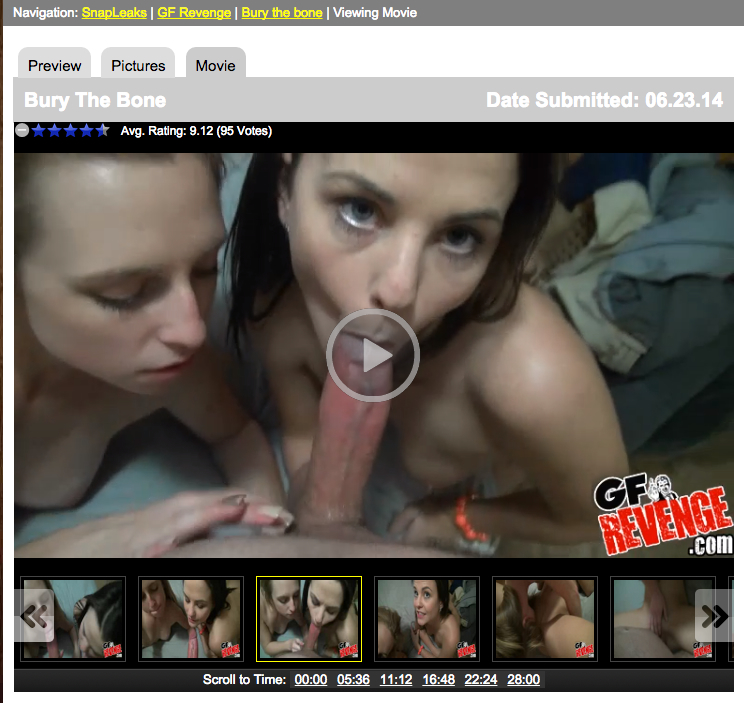 Navigation: SnapLeaks | GF Revenge | Bury the bone | Viewing Movie
Preview Pictures Movie
Bury The Bone Date Submitted: 06.23.14
Avg. Rating: 9.12 (95 Votes)
GF
REVENGE
.com
Scroll to Time: 00:00 05:36 11:12 16:48 22:24 28:00